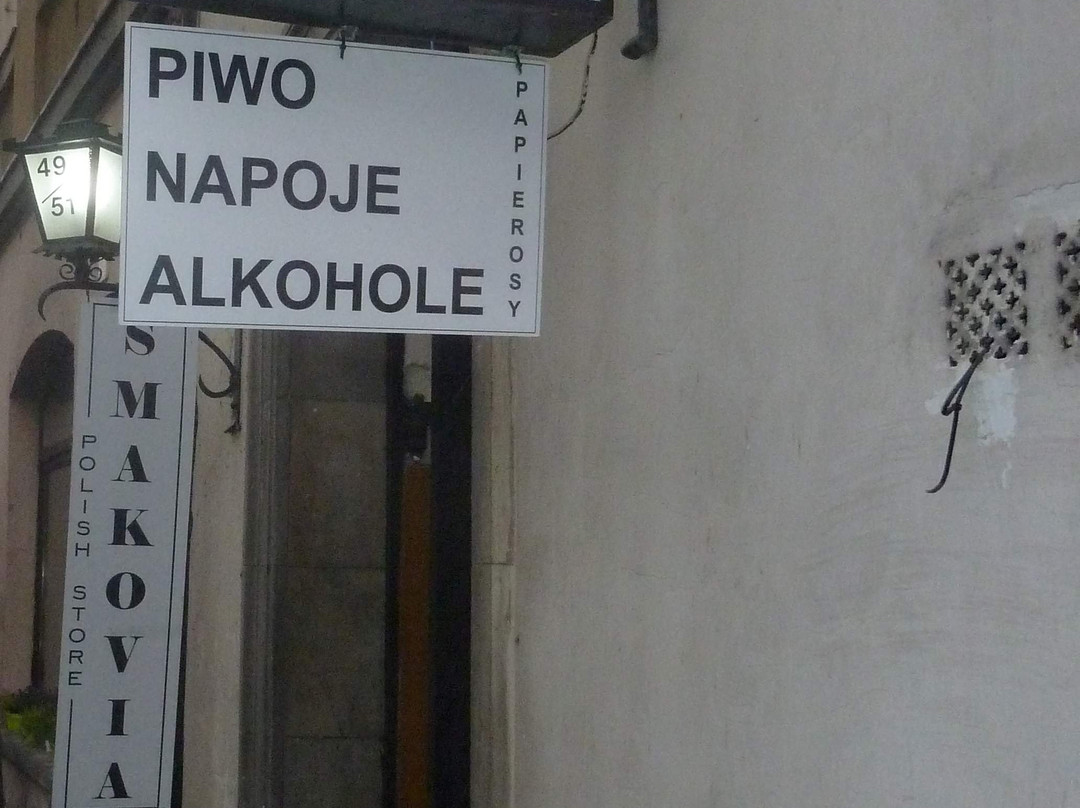 PIWO
NAPOJE
ALKOHOLE
PAPIEROSY
49
51
SMAKOVIA
POLISH STORE